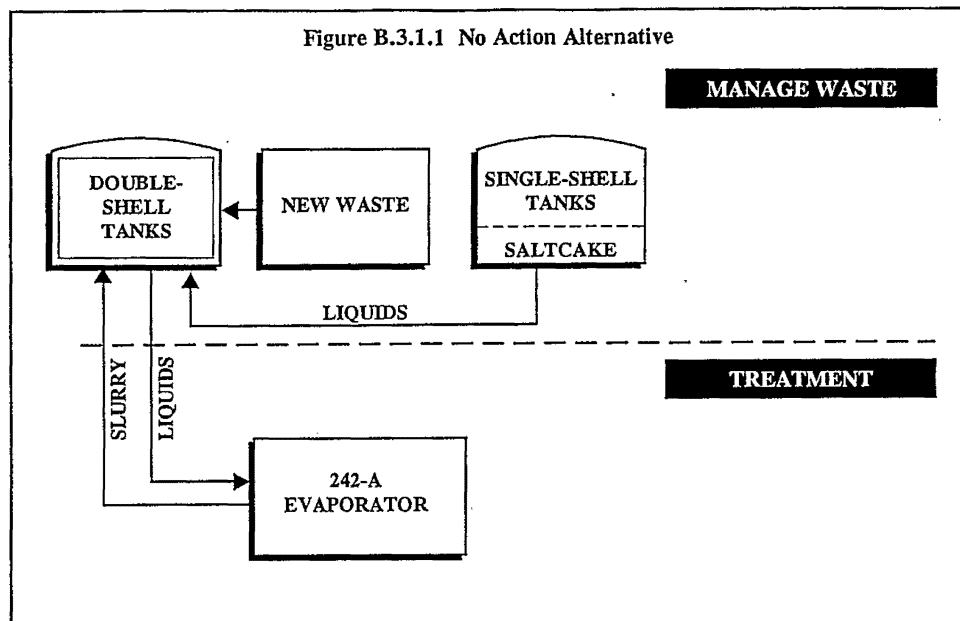 Figure B.3.1.1 No Action Alternative
MANAGE WASTE
DOUBLE-
SHELL
TANKS
NEW WASTE
SINGLE-SHELL
TANKS
SALTCAKE
LIQUIDS
TREATMENT
SLURRY
LIQUIDS
242-A
EVAPORATOR